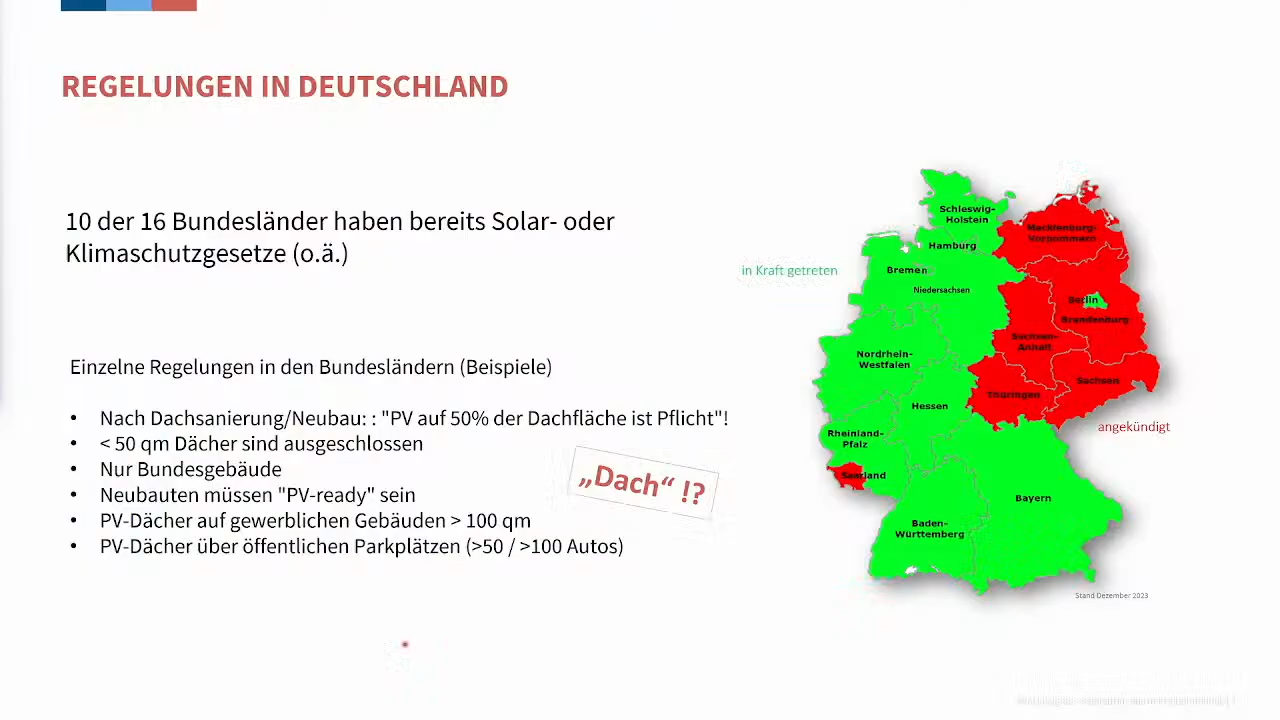 REGELUNGEN IN DEUTSCHLAND
10 der 16 Bundesländer haben bereits Solar- oder
Klimaschutzgesetze (o.ä.)
Einzelne Regelungen in den Bundesländern (Beispiele)
• Nach Dachsanierung/Neubau: : "PV auf 50% der Dachfläche ist Pflicht"!
• < 50 qm Dächer sind ausgeschlossen
• Nur Bundesgebäude
• Neubauten müssen "PV-ready" sein
• PV-Dächer auf gewerblichen Gebäuden > 100 qm
• PV-Dächer über öffentlichen Parkplätzen (>50 / >100 Autos)
„Dach“ !?
in Kraft getreten
Schleswig-
Holstein
Mecklenburg-
Vorpommern
Hamburg
Bremen
Niedersachsen
Berlin
Brandenburg
Sachsen-
Anhalt
Nordrhein-
Westfalen
Sachsen
Thüringen
Hessen
angekündigt
Rheinland-
Pfalz
Saarland
Bayern
Baden-
Württemberg
Stand Dezember 2023